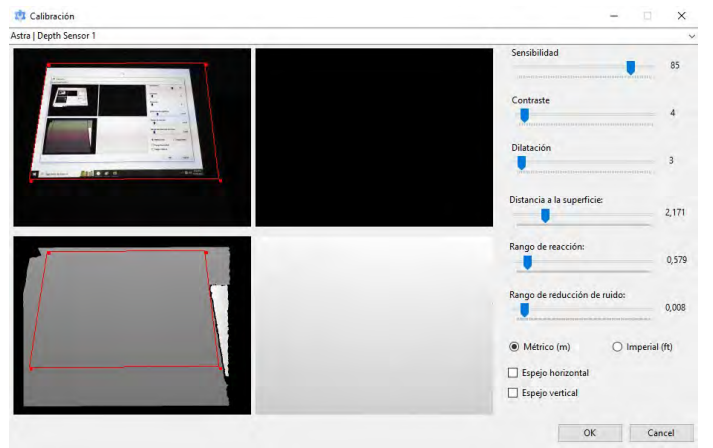 Calibración
Astra | Depth Sensor 1
Sensibilidad
85
Contraste
4
Dilatación
3
Distancia a la superficie:
2,171
Rango de reacción:
0,579
Rango de reducción de ruido:
0,008
Métrico (m)
Imperial (ft)
Espejo horizontal
Espejo vertical
OK
Cancel